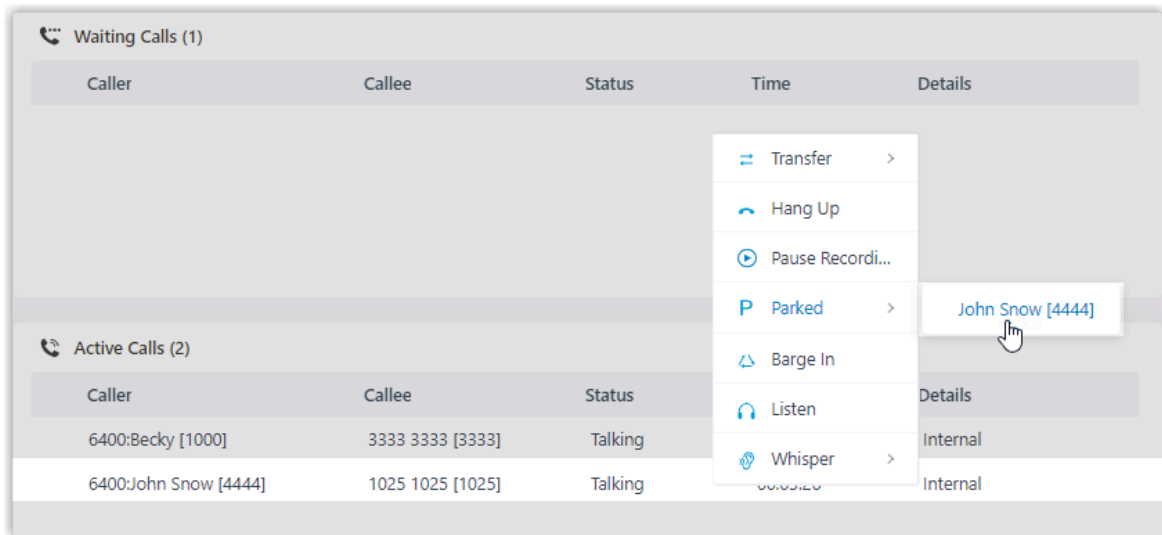 Waiting Calls (1)
Caller Callee Status Time Details
Transfer
Hang Up
Pause Recordi...
Parked
John Snow [4444]
Barge In
Listen
Whisper
Active Calls (2)
Caller Callee Status Details
6400:Becky [1000] 3333 3333 [3333] Talking Internal
6400:John Snow [4444] 1025 1025 [1025] Talking Internal